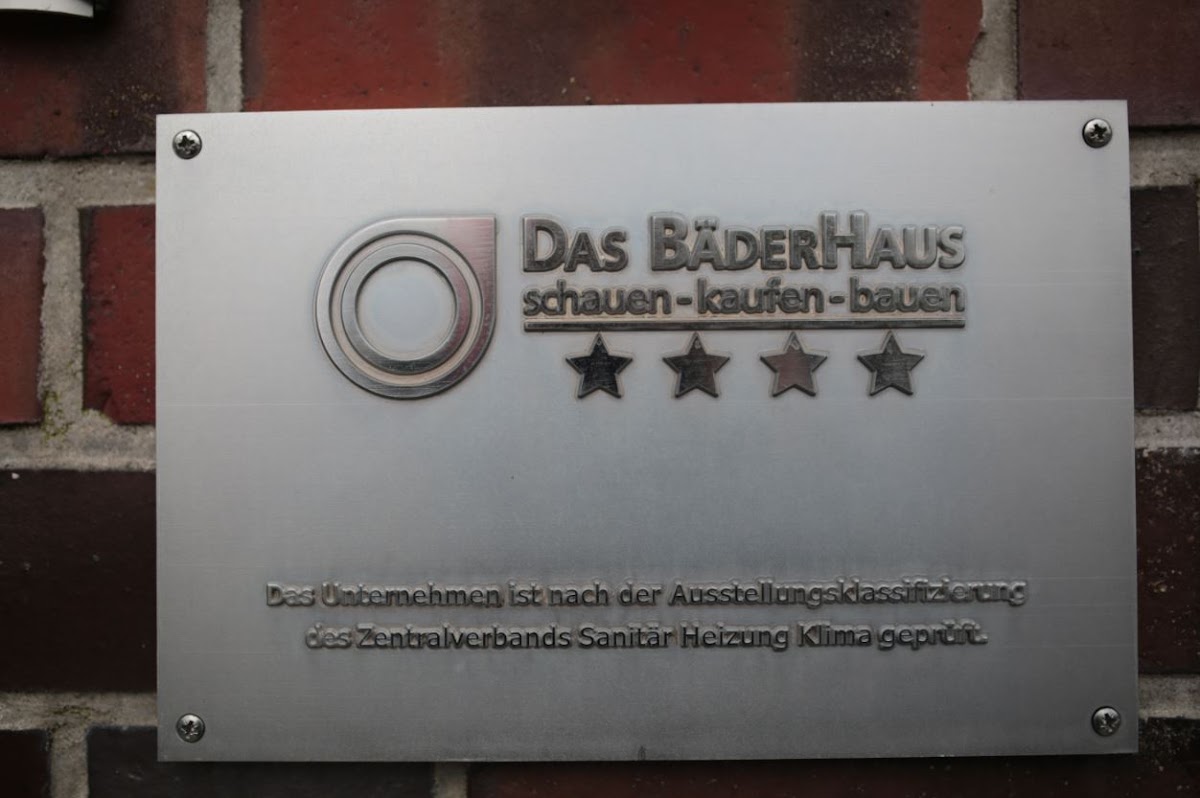 Das BäderHaus
schauen - kaufen - bauen
Das Unternehmen ist nach der Ausstellungsklassifizierung
des Zentralverbands Sanitär Heizung Klima geprüft.